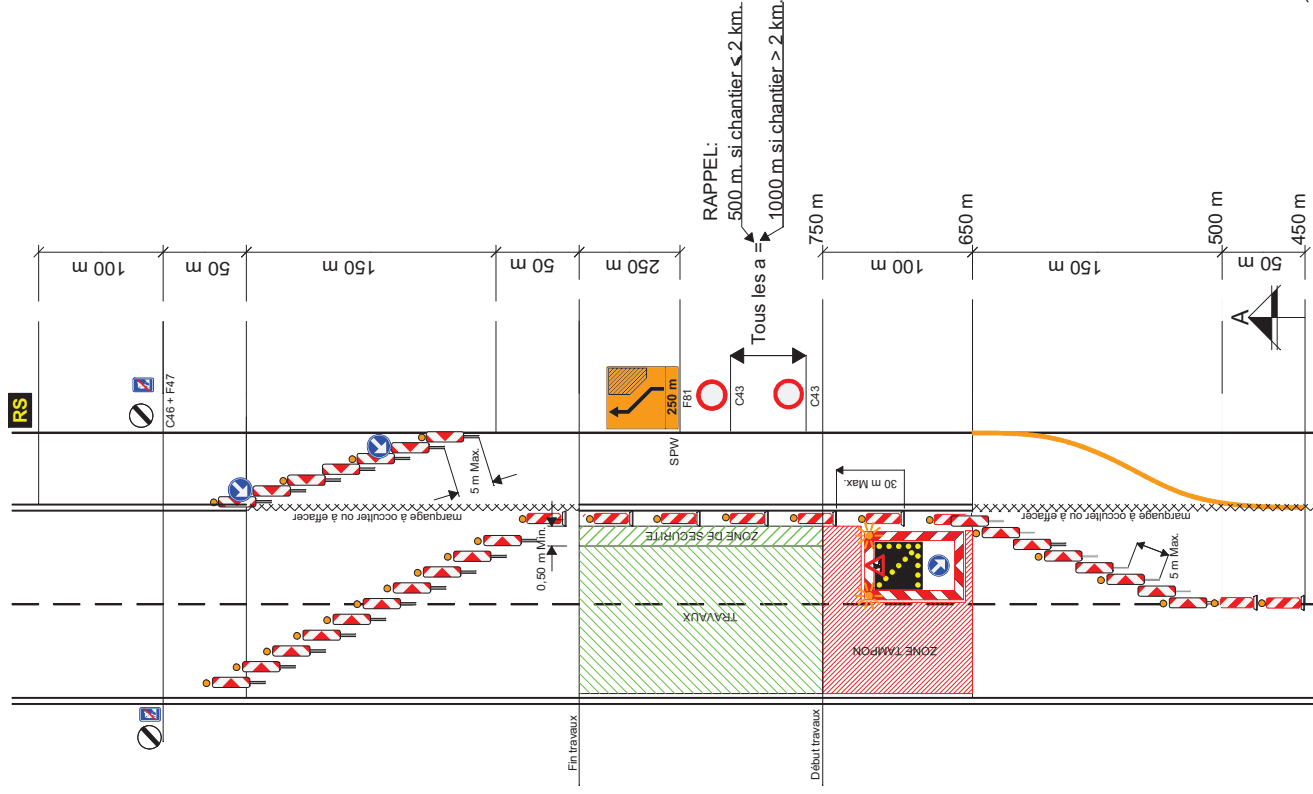 RS
C46 + F47
100 m
50 m
150 m
50 m
250 m
5 m Max.
marquage à occulter ou à effacer
0,50 m Min.
250 m
F81
SPW
C43
C43
RAPPEL:
500 m. si chantier ≤ 2 km.
Tous les a =
1000 m si chantier > 2 km.
Fin travaux
ZONE DE SECURITE
TRAVAUX
30 m Max.
Début travaux
750 m
100 m
ZONE TAMPON
650 m
marquage à occulter ou à effacer
150 m
5 m Max.
500 m
50 m
A
450 m